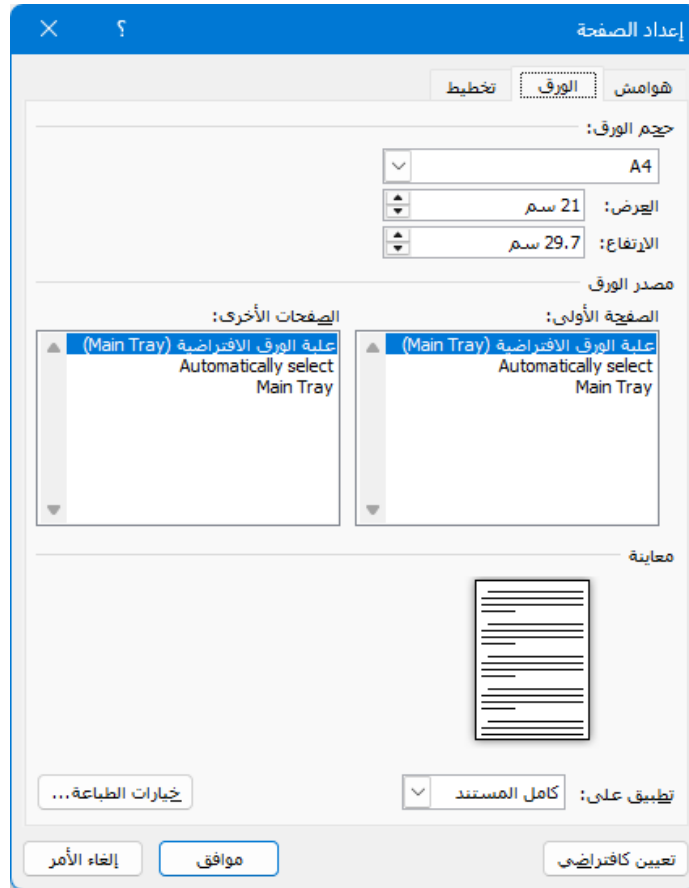 إعداد الصفحة ؟
هوامش الورق تخطيط
حجم الورق:
A4
العرض: 21 سم
الارتفاع: 29.7 سم
مصدر الورق
الصفحة الأولى: الصفحات الأخرى:
علبة الورق الافتراضية (Main Tray) علبة الورق الافتراضية (Main Tray)
Automatically select Automatically select
Main Tray Main Tray
معاينة
تطبيق على: كامل المستند خيارات الطباعة...
تعيين كافتراضي موافق إلغاء الأمر